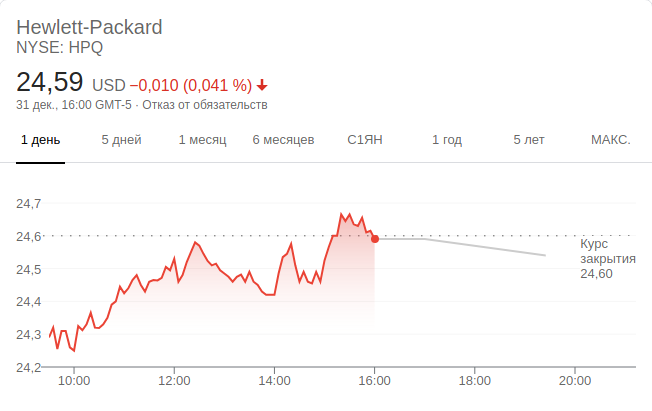 Hewlett-Packard
NYSE: HPQ
24,59 USD −0,010 (0,041 %)
31 дек., 16:00 GMT-5 · Отказ от обязательств
1 день 5 дней 1 месяц 6 месяцев С1ЯН 1 год 5 лет МАКС.
24,7
24,6
24,5
24,4
24,3
24,2
Курс
закрытия
24,60
10:00 12:00 14:00 16:00 18:00 20:00